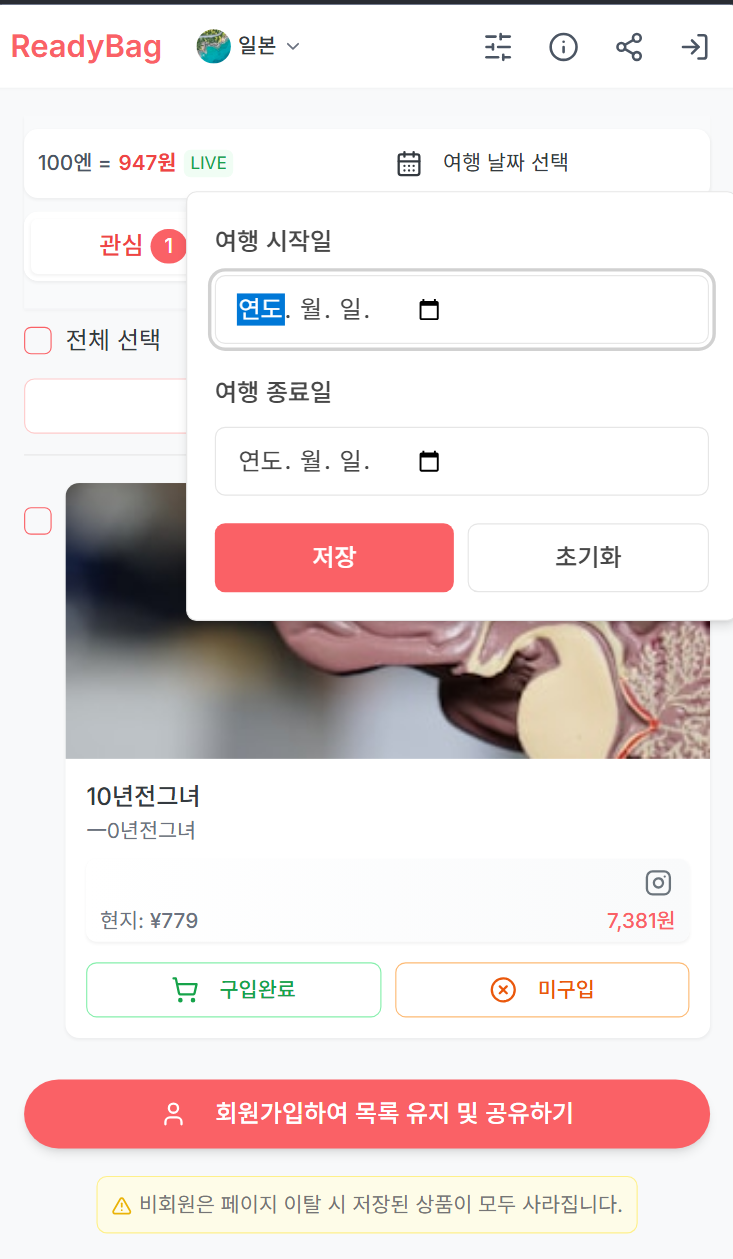 ReadyBag 일본
100엔 = 947원 LIVE 여행 날짜 선택
관심 1
전체 선택
여행 시작일
연도. 월. 일.
여행 종료일
연도. 월. 일.
저장 초기화
10년전그녀
一0년전그녀
현지: ¥779 7,381원
구입완료 미구입
회원가입하여 목록 유지 및 공유하기
비회원은 페이지 이탈 시 저장된 상품이 모두 사라집니다.